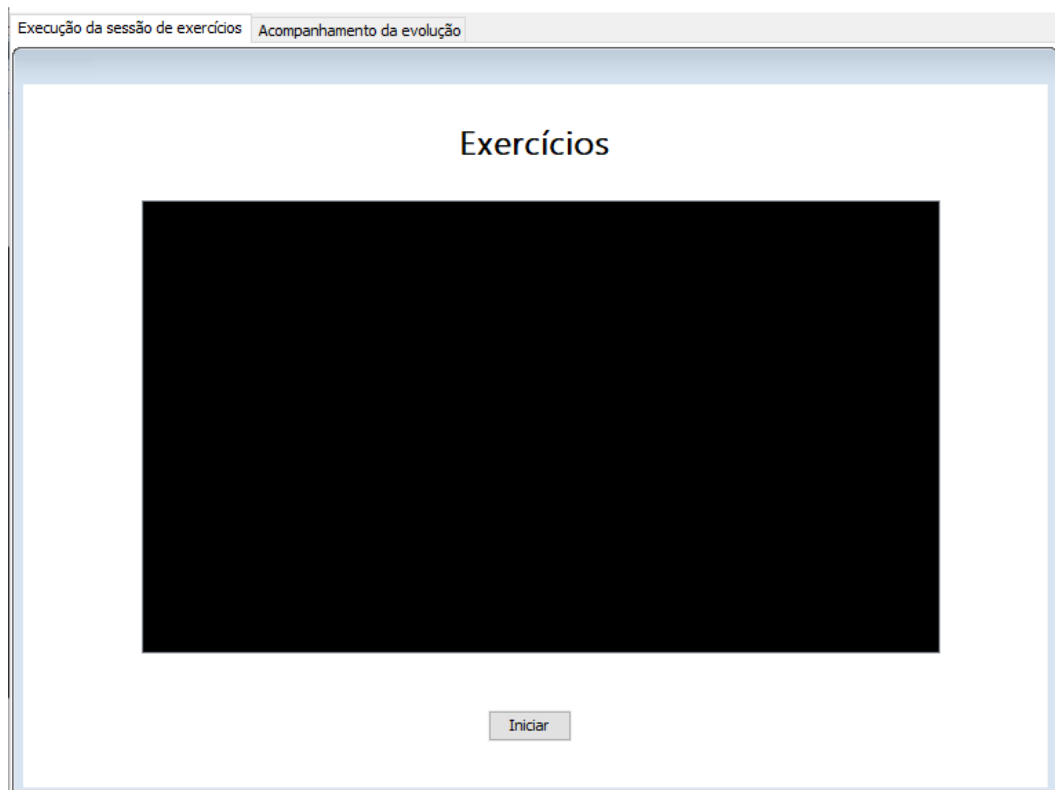 Execução da sessão de exercícios Acompanhamento da evolução
Exercícios
Iniciar